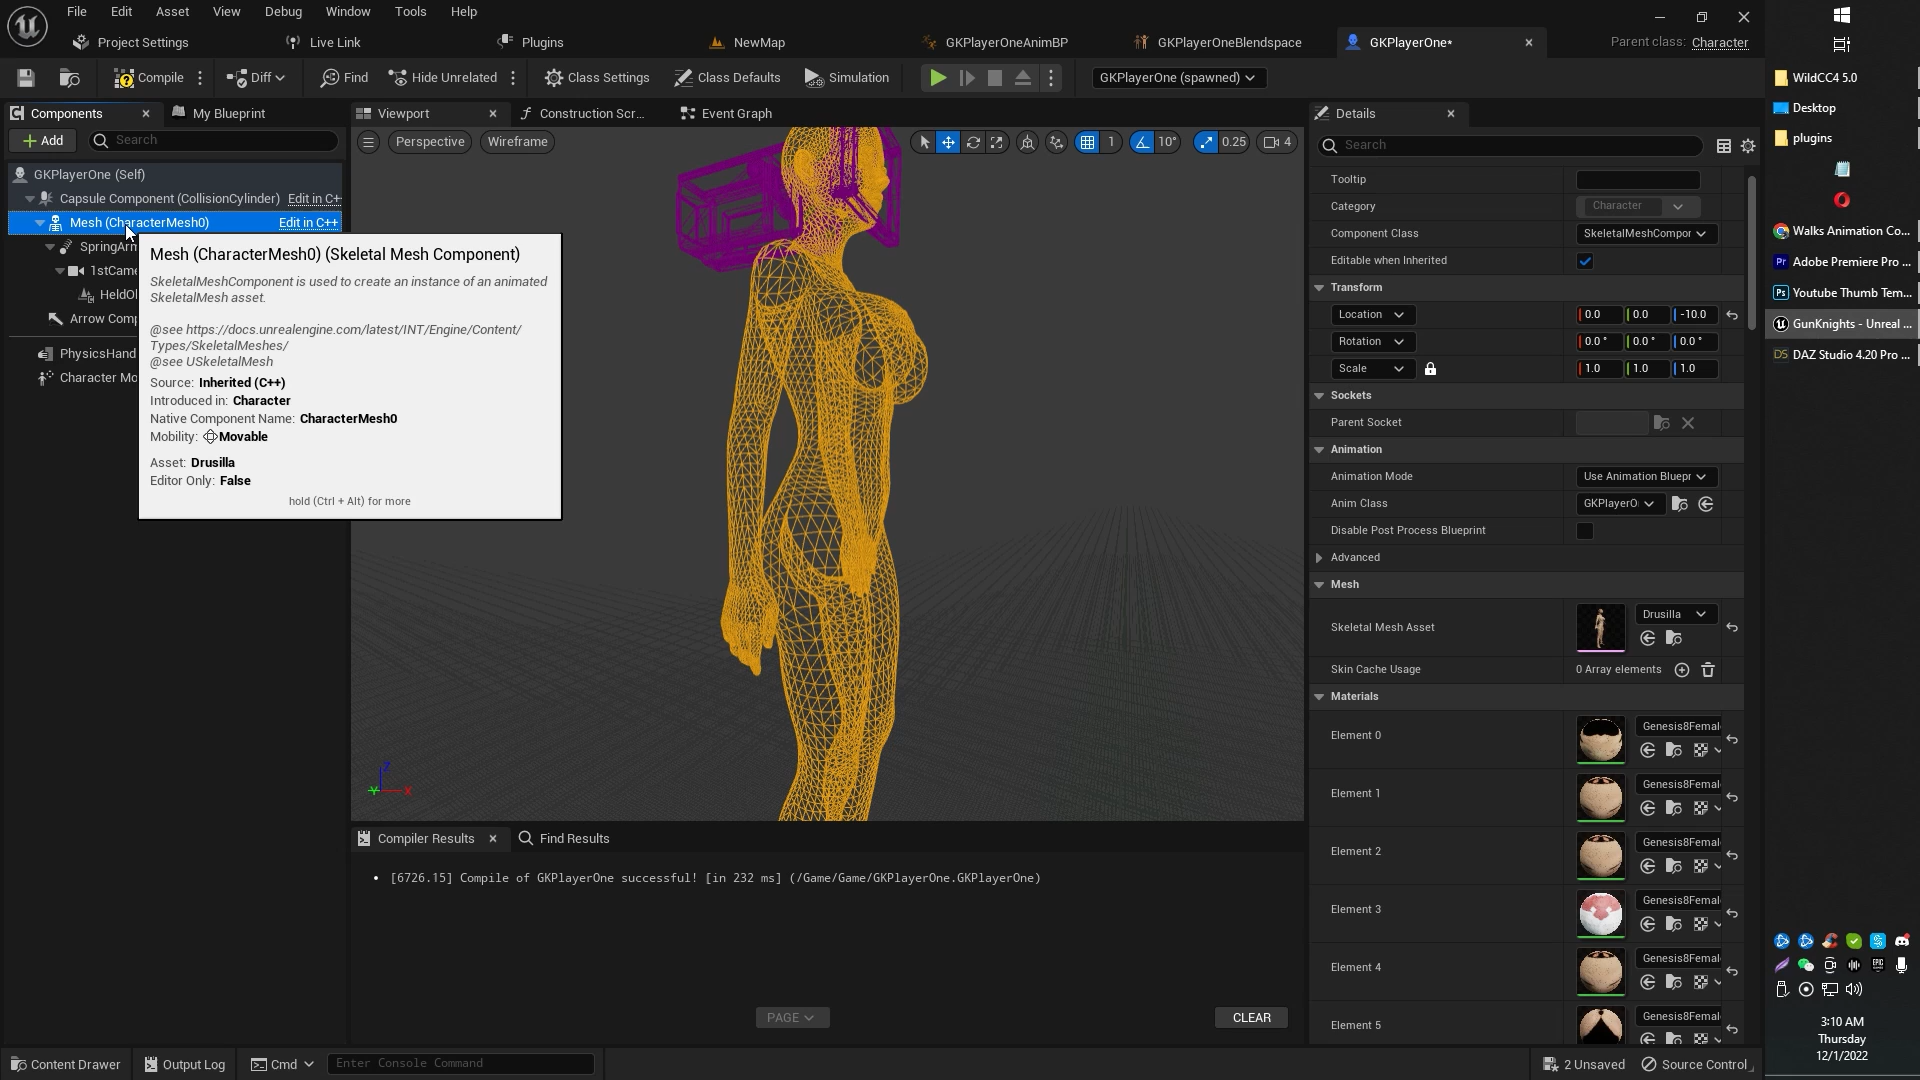 File Edit Asset View Debug Window Tools Help
Project Settings Live Link Plugins NewMap GKPlayerOneAnimBP GKPlayerOneBlendspace GKPlayerOne* Parent class: Character
Compile Diff Find Hide Unrelated Class Settings Class Defaults Simulation GKPlayerOne (spawned)
Components My Blueprint
Add Search
GKPlayerOne (Self)
Capsule Component (CollisionCylinder) Edit in C+
Mesh (CharacterMesh0) Edit in C++
SpringArm
1stCame
Arrow Comp
PhysicsHand
Character Mo
Mesh (CharacterMesh0) (Skeletal Mesh Component)
SkeletalMeshComponent is used to create an instance of an animated
SkeletalMesh asset.
@see https://docs.unrealengine.com/latest/INT/Engine/Content/
Types/SkeletalMeshes/
@see USkeletalMesh
Source: Inherited (C++)
Introduced in: Character
Native Component Name: CharacterMesh0
Mobility: Movable
Asset: Drusilla
Editor Only: False
hold (Ctrl + Alt) for more
Viewport Construction Scr... Event Graph
Perspective Wireframe 1 10° 0.25 4
Z
Y X
Compiler Results Find Results
• [6726.15] Compile of GKPlayerOne successful! [in 232 ms] (/Game/Game/GKPlayerOne.GKPlayerOne)
PAGE CLEAR
Details
Search
Tooltip
Category Character
Component Class SkeletalMeshCompor
Editable when Inherited
Transform
Location 0.0 0.0 -10.0
Rotation 0.0 ° 0.0 ° 0.0 °
Scale 1.0 1.0 1.0
Sockets
Parent Socket
Animation
Animation Mode Use Animation Bluepr
Anim Class GKPlayerO
Disable Post Process Blueprint
Advanced
Mesh
Skeletal Mesh Asset Drusilla
Skin Cache Usage 0 Array elements
Materials
Element 0 Genesis8Femal
Element 1 Genesis8Femal
Element 2 Genesis8Femal
Element 3 Genesis8Femal
Element 4 Genesis8Femal
Element 5 Genesis8Femal
Content Drawer Output Log Cmd Enter Console Command 2 Unsaved Source Control
WildCC4 5.0
Desktop
plugins
Walks Animation Co...
Adobe Premiere Pro ...
Youtube Thumb Tem...
GunKnights - Unreal ...
DAZ Studio 4.20 Pro ...
3:10 AM
Thursday
12/1/2022